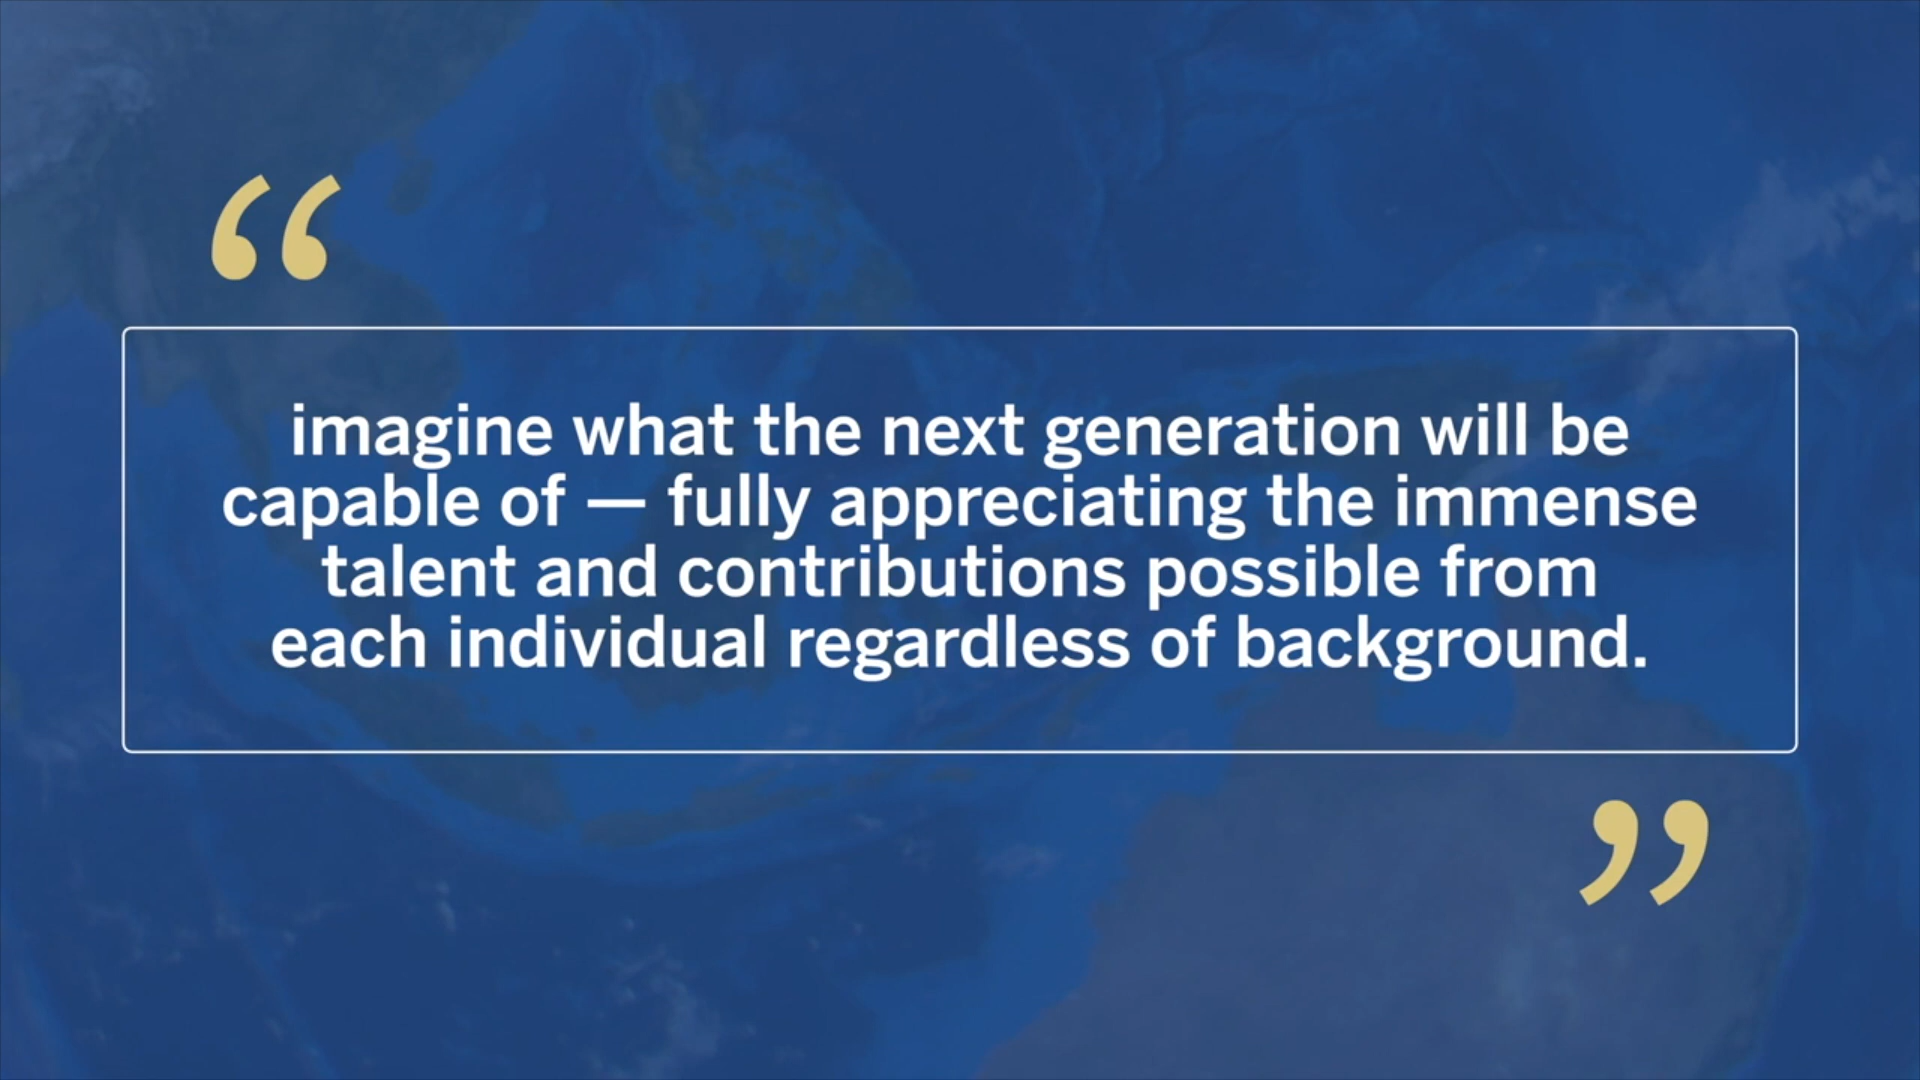 “
imagine what the next generation will be
capable of — fully appreciating the immense
talent and contributions possible from
each individual regardless of background.
”